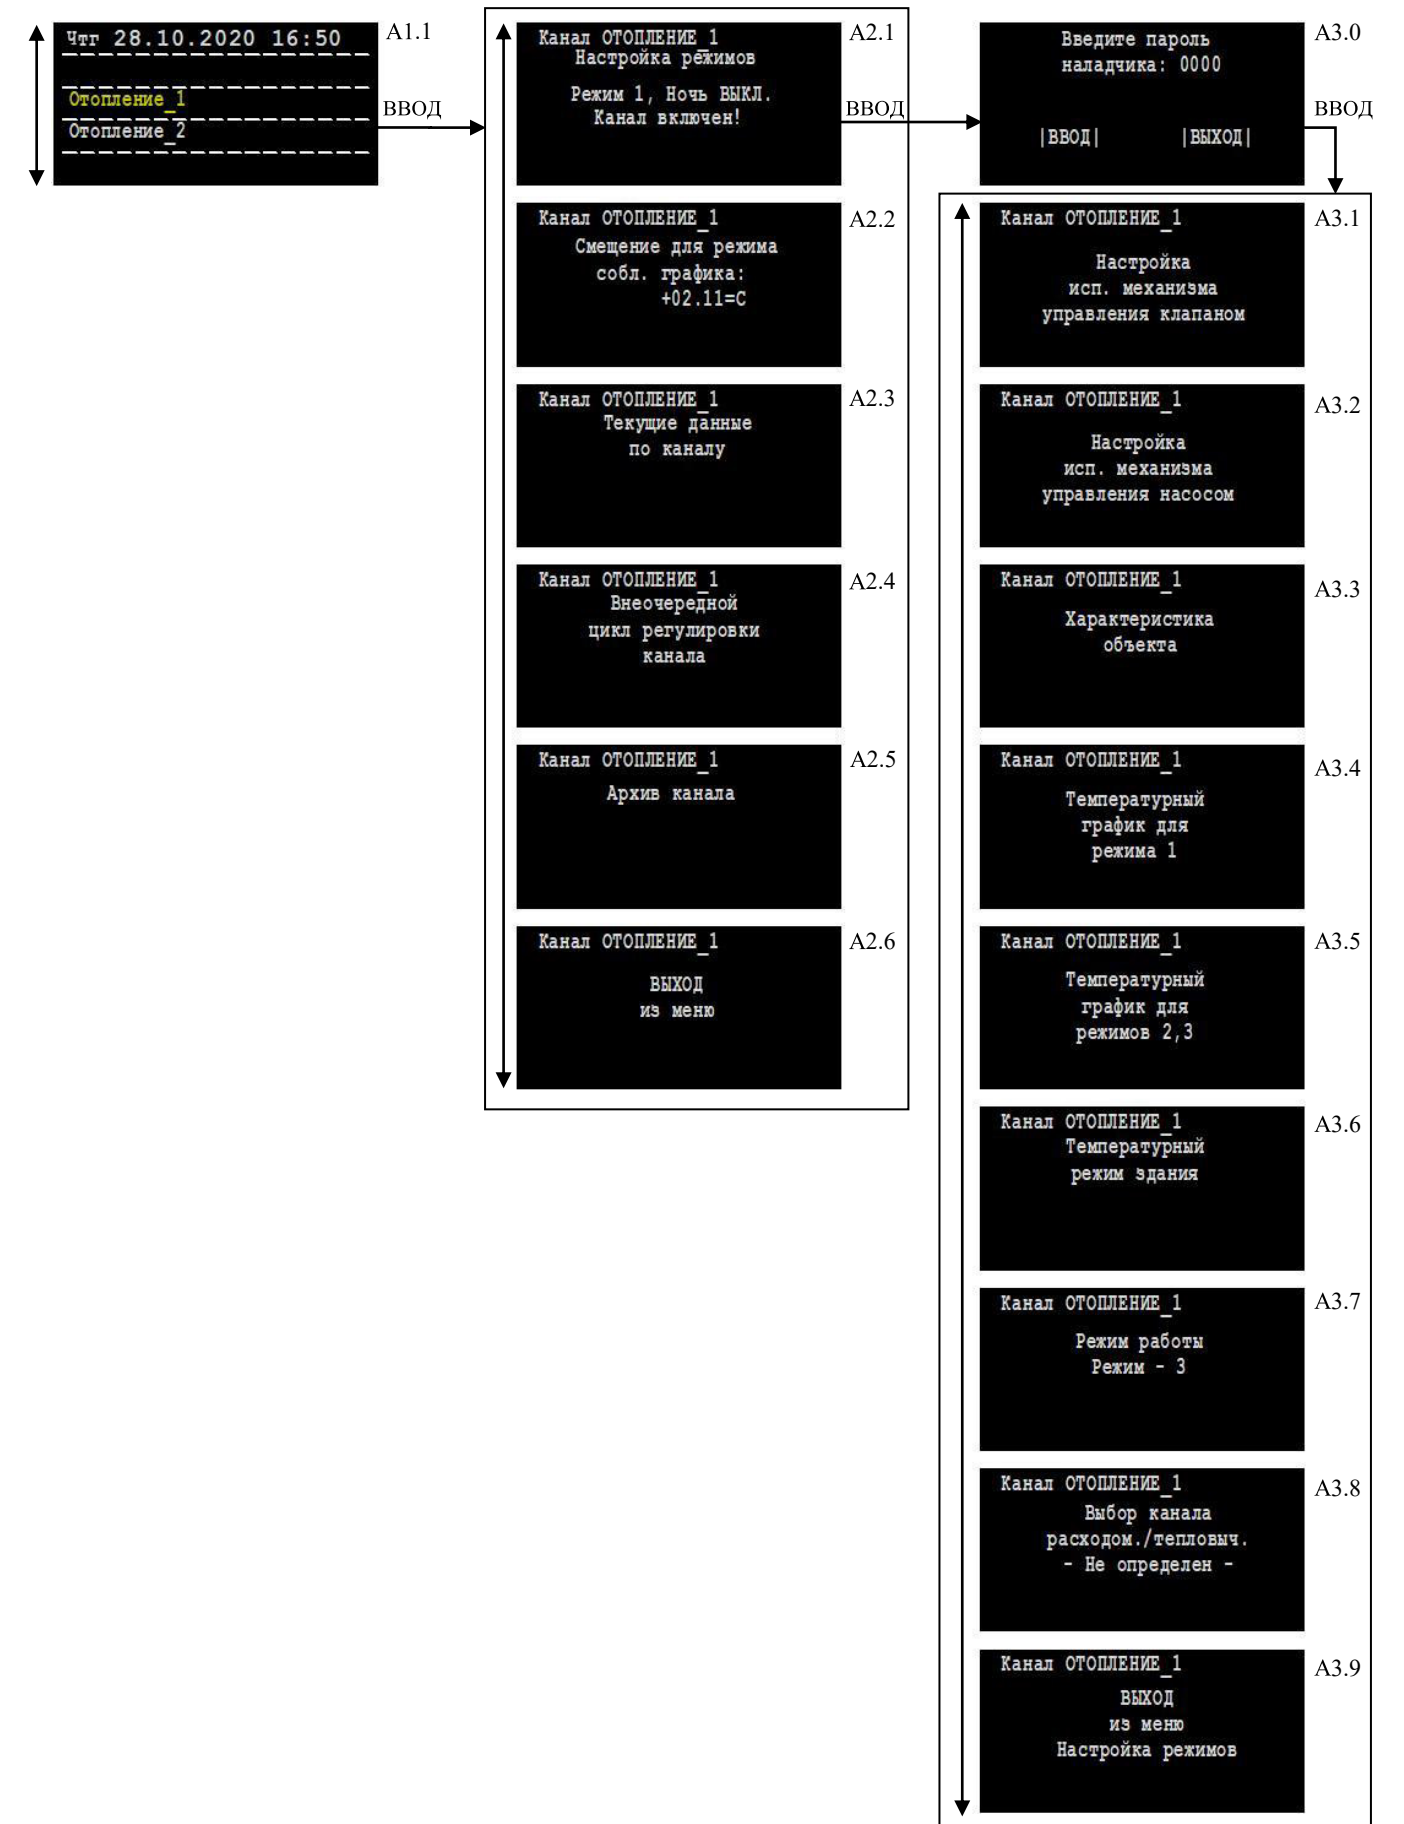 Чтг 28.10.2020 16:50
A1.1
Отопление_1
Отопление_2
ВВОД
Канал ОТОПЛЕНИЕ_1
A2.1
Настройка режимов
Режим 1, Ночь ВЫКЛ.
Канал включен!
ВВОД
Канал ОТОПЛЕНИЕ_1
A2.2
Смещение для режима
собл. графика:
+02.11=C
Канал ОТОПЛЕНИЕ_1
A2.3
Текущие данные
по каналу
Канал ОТОПЛЕНИЕ_1
A2.4
Внеочередной
цикл регулировки
канала
Канал ОТОПЛЕНИЕ_1
A2.5
Архив канала
Канал ОТОПЛЕНИЕ_1
A2.6
ВЫХОД
из меню
Введите пароль
A3.0
наладчика: 0000
ВВОД
|ВВОД| |ВЫХОД|
Канал ОТОПЛЕНИЕ_1
A3.1
Настройка
исп. механизма
управления клапаном
Канал ОТОПЛЕНИЕ_1
A3.2
Настройка
исп. механизма
управления насосом
Канал ОТОПЛЕНИЕ_1
A3.3
Характеристика
объекта
Канал ОТОПЛЕНИЕ_1
A3.4
Температурный
график для
режима 1
Канал ОТОПЛЕНИЕ_1
A3.5
Температурный
график для
режимов 2,3
Канал ОТОПЛЕНИЕ_1
A3.6
Температурный
режим здания
Канал ОТОПЛЕНИЕ_1
A3.7
Режим работы
Режим - 3
Канал ОТОПЛЕНИЕ_1
A3.8
Выбор канала
расходом./тепловыч.
- Не определен -
Канал ОТОПЛЕНИЕ_1
A3.9
ВЫХОД
из меню
Настройка режимов